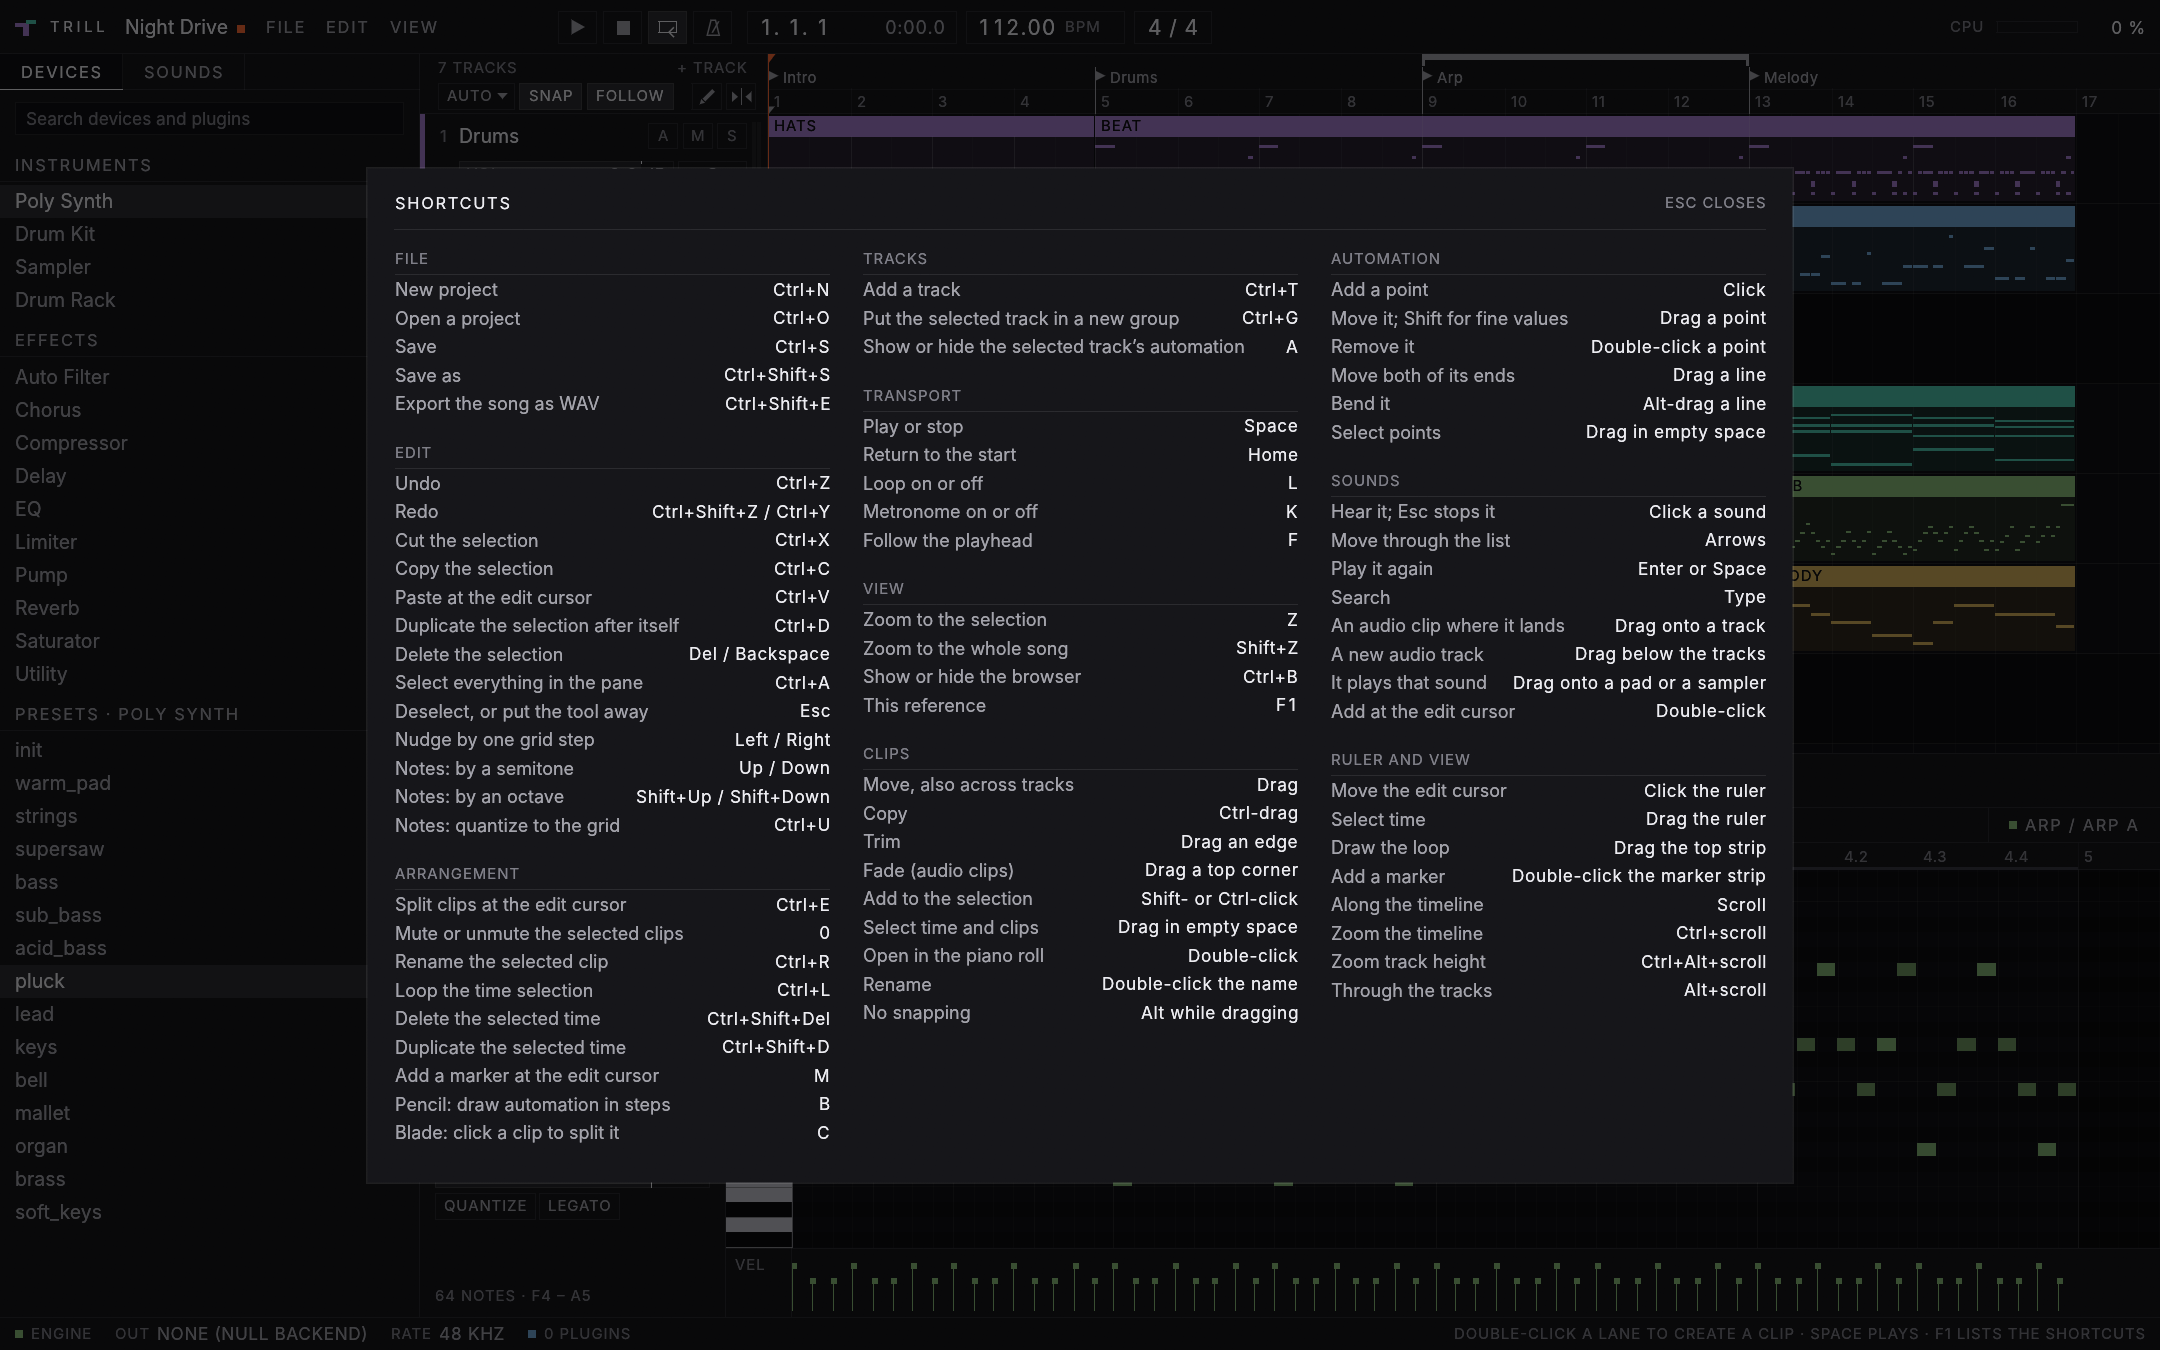 TRILL Night Drive FILE EDIT VIEW 1. 1. 1 0:00.0 112.00 BPM 4 / 4 CPU 0 %
DEVICES SOUNDS
7 TRACKS + TRACK
AUTO SNAP FOLLOW
Intro Drums Arp Melody
1 2 3 4 5 6 7 8 9 10 11 12 13 14 15 16 17
Search devices and plugins
1 Drums A M S
HATS BEAT
INSTRUMENTS
Poly Synth
Drum Kit
Sampler
Drum Rack
EFFECTS
Auto Filter
Chorus
Compressor
Delay
EQ
Limiter
Pump
Reverb
Saturator
Utility
PRESETS · POLY SYNTH
init
warm_pad
strings
supersaw
bass
sub_bass
acid_bass
pluck
lead
keys
bell
mallet
organ
brass
soft_keys
SHORTCUTS ESC CLOSES
FILE
New project Ctrl+N
Open a project Ctrl+O
Save Ctrl+S
Save as Ctrl+Shift+S
Export the song as WAV Ctrl+Shift+E
EDIT
Undo Ctrl+Z
Redo Ctrl+Shift+Z / Ctrl+Y
Cut the selection Ctrl+X
Copy the selection Ctrl+C
Paste at the edit cursor Ctrl+V
Duplicate the selection after itself Ctrl+D
Delete the selection Del / Backspace
Select everything in the pane Ctrl+A
Deselect, or put the tool away Esc
Nudge by one grid step Left / Right
Notes: by a semitone Up / Down
Notes: by an octave Shift+Up / Shift+Down
Notes: quantize to the grid Ctrl+U
ARRANGEMENT
Split clips at the edit cursor Ctrl+E
Mute or unmute the selected clips 0
Rename the selected clip Ctrl+R
Loop the time selection Ctrl+L
Delete the selected time Ctrl+Shift+Del
Duplicate the selected time Ctrl+Shift+D
Add a marker at the edit cursor M
Pencil: draw automation in steps B
Blade: click a clip to split it C
TRACKS
Add a track Ctrl+T
Put the selected track in a new group Ctrl+G
Show or hide the selected track’s automation A
TRANSPORT
Play or stop Space
Return to the start Home
Loop on or off L
Metronome on or off K
Follow the playhead F
VIEW
Zoom to the selection Z
Zoom to the whole song Shift+Z
Show or hide the browser Ctrl+B
This reference F1
CLIPS
Move, also across tracks Drag
Copy Ctrl-drag
Trim Drag an edge
Fade (audio clips) Drag a top corner
Add to the selection Shift- or Ctrl-click
Select time and clips Drag in empty space
Open in the piano roll Double-click
Rename Double-click the name
No snapping Alt while dragging
AUTOMATION
Add a point Click
Move it; Shift for fine values Drag a point
Remove it Double-click a point
Move both of its ends Drag a line
Bend it Alt-drag a line
Select points Drag in empty space
SOUNDS
Hear it; Esc stops it Click a sound
Move through the list Arrows
Play it again Enter or Space
Search Type
An audio clip where it lands Drag onto a track
A new audio track Drag below the tracks
It plays that sound Drag onto a pad or a sampler
Add at the edit cursor Double-click
RULER AND VIEW
Move the edit cursor Click the ruler
Select time Drag the ruler
Draw the loop Drag the top strip
Add a marker Double-click the marker strip
Along the timeline Scroll
Zoom the timeline Ctrl+scroll
Zoom track height Ctrl+Alt+scroll
Through the tracks Alt+scroll
B
ODY
ARP / ARP A
4.2 4.3 4.4 5
QUANTIZE LEGATO
VEL
64 NOTES · F4 – A5
ENGINE OUT NONE (NULL BACKEND) RATE 48 KHZ 0 PLUGINS DOUBLE-CLICK A LANE TO CREATE A CLIP · SPACE PLAYS · F1 LISTS THE SHORTCUTS